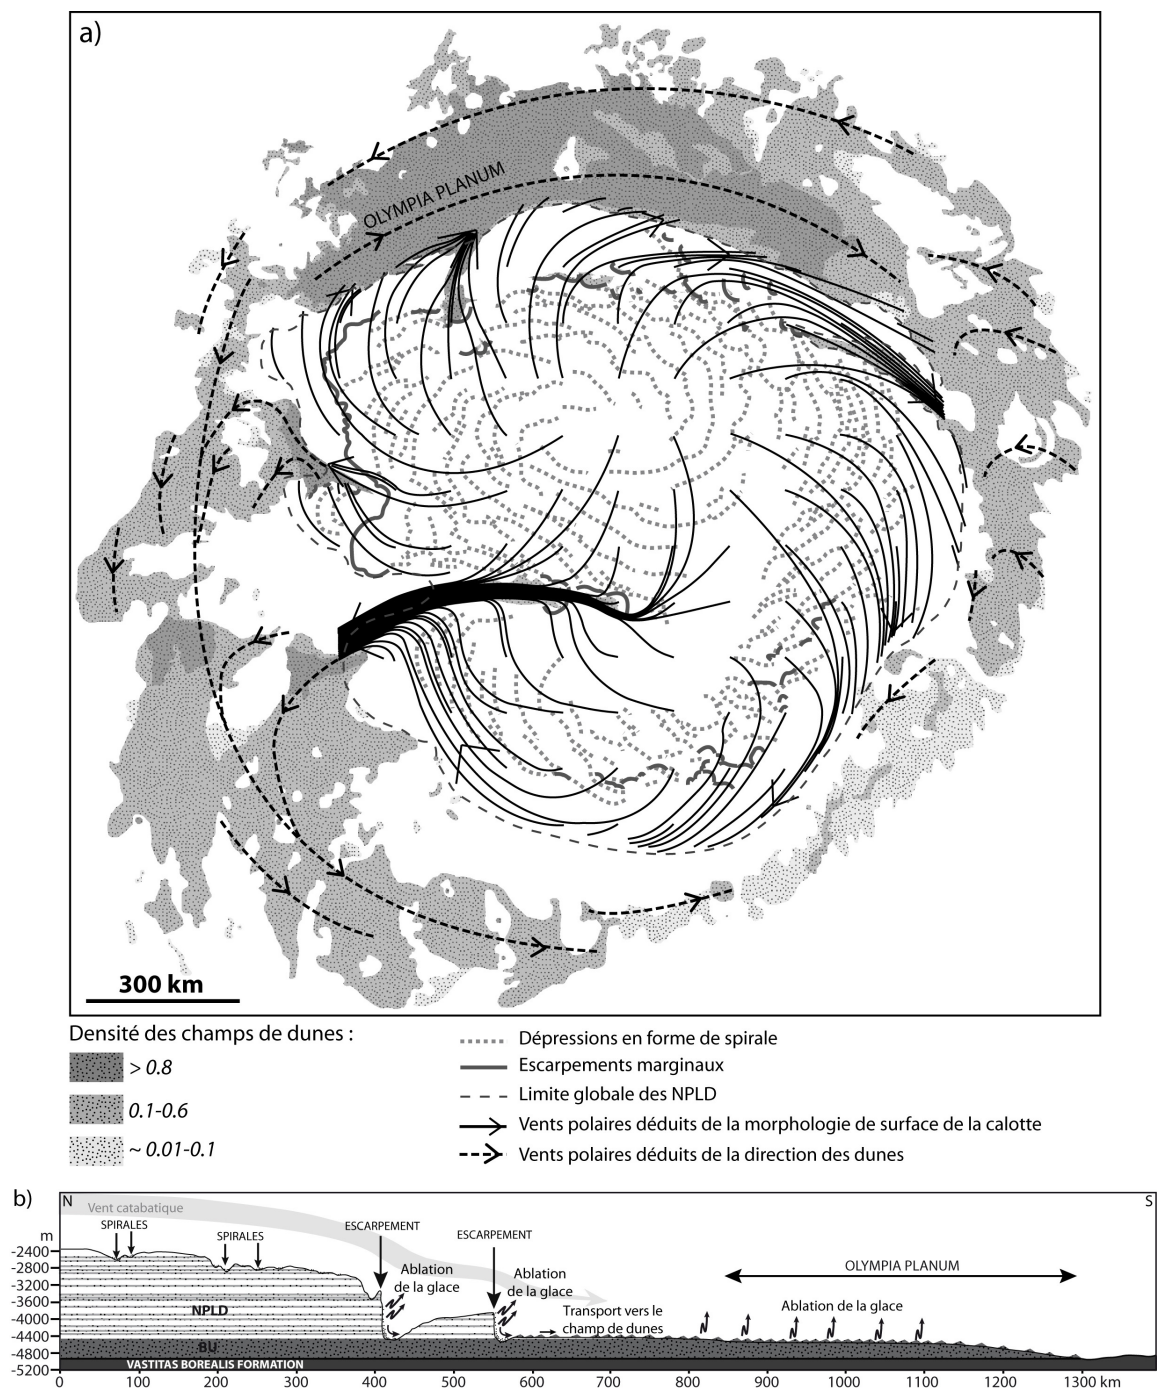 a)
OLYMPIA PLANUM
300 km
Densité des champs de dunes :
> 0.8
0.1-0.6
~ 0.01-0.1
Dépressions en forme de spirale
Escarpements marginaux
Limite globale des NPLD
Vents polaires déduits de la morphologie de surface de la calotte
Vents polaires déduits de la direction des dunes
b)
N
S
Vent catabatique
SPIRALES
SPIRALES
ESCARPEMENT
ESCARPEMENT
Ablation
de la glace
Ablation
de la glace
Transport vers le
champ de dunes
OLYMPIA PLANUM
Ablation de la glace
m
-2400
-2800
-3200
-3600
-4000
-4400
-4800
-5200
NPLD
BU
VASTITAS BOREALIS FORMATION
0 100 200 300 400 500 600 700 800 900 1000 1100 1200 1300 km